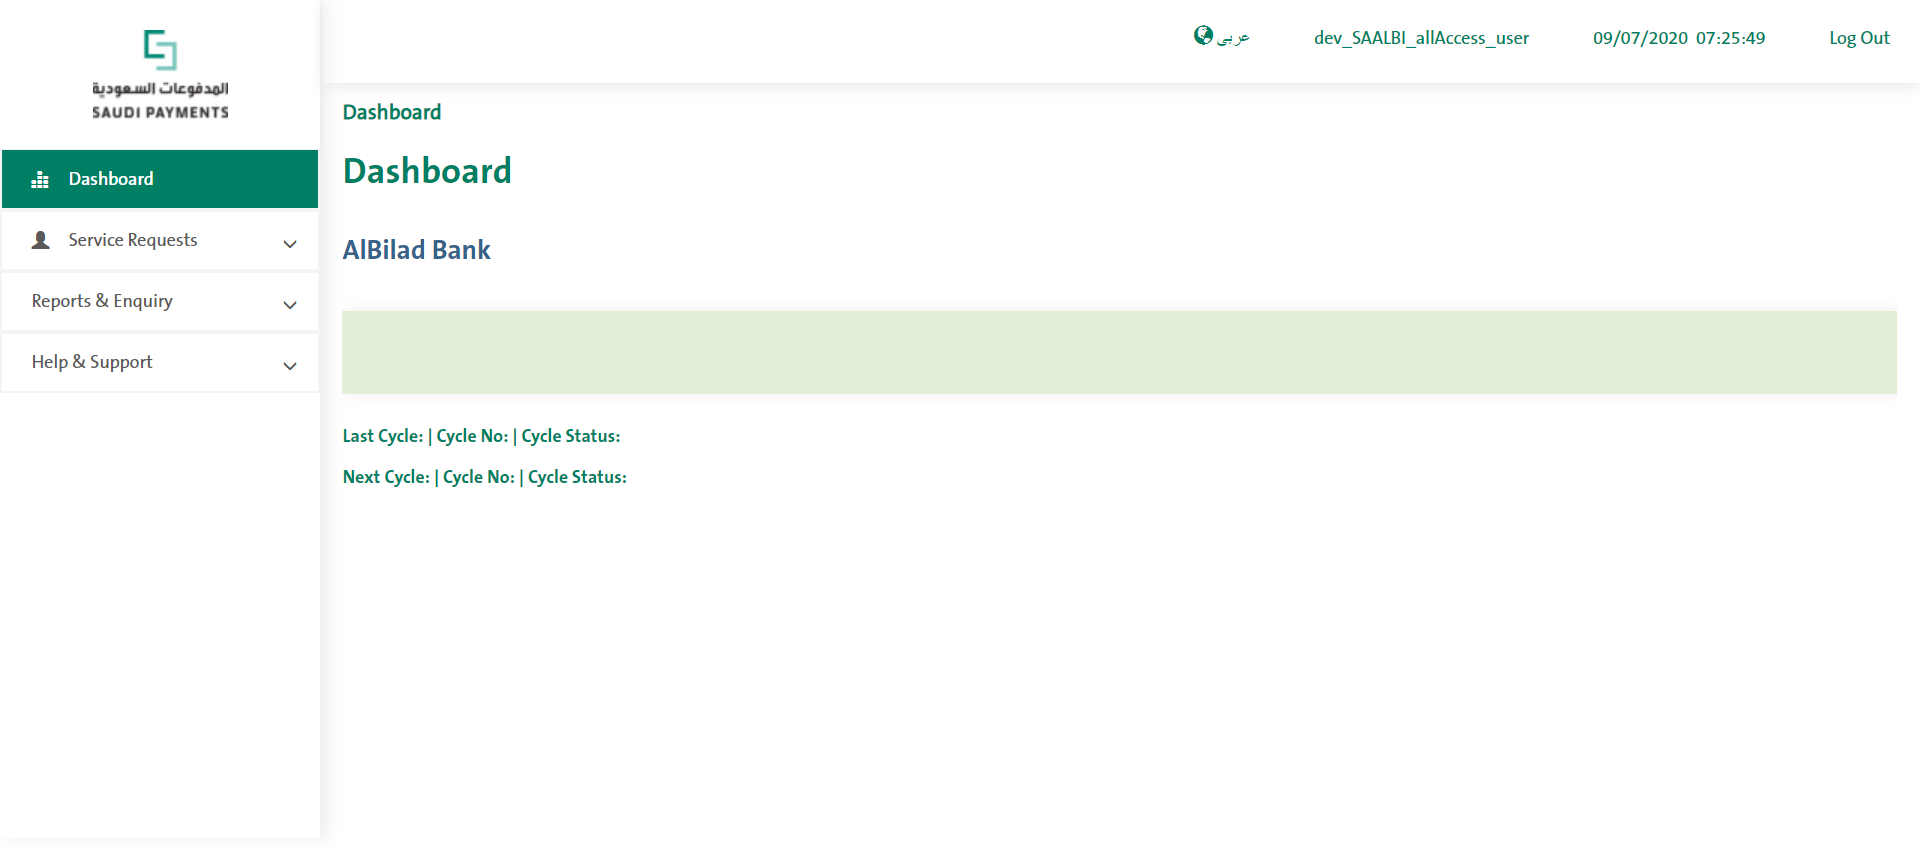 المدفوعات السعودية
SAUDI PAYMENTS
عربى
dev_SAALBI_allAccess_user
09/07/2020 07:25:49
Log Out
Dashboard
Service Requests
Reports & Enquiry
Help & Support
Dashboard
Dashboard
AlBilad Bank
Last Cycle: | Cycle No: | Cycle Status:
Next Cycle: | Cycle No: | Cycle Status: